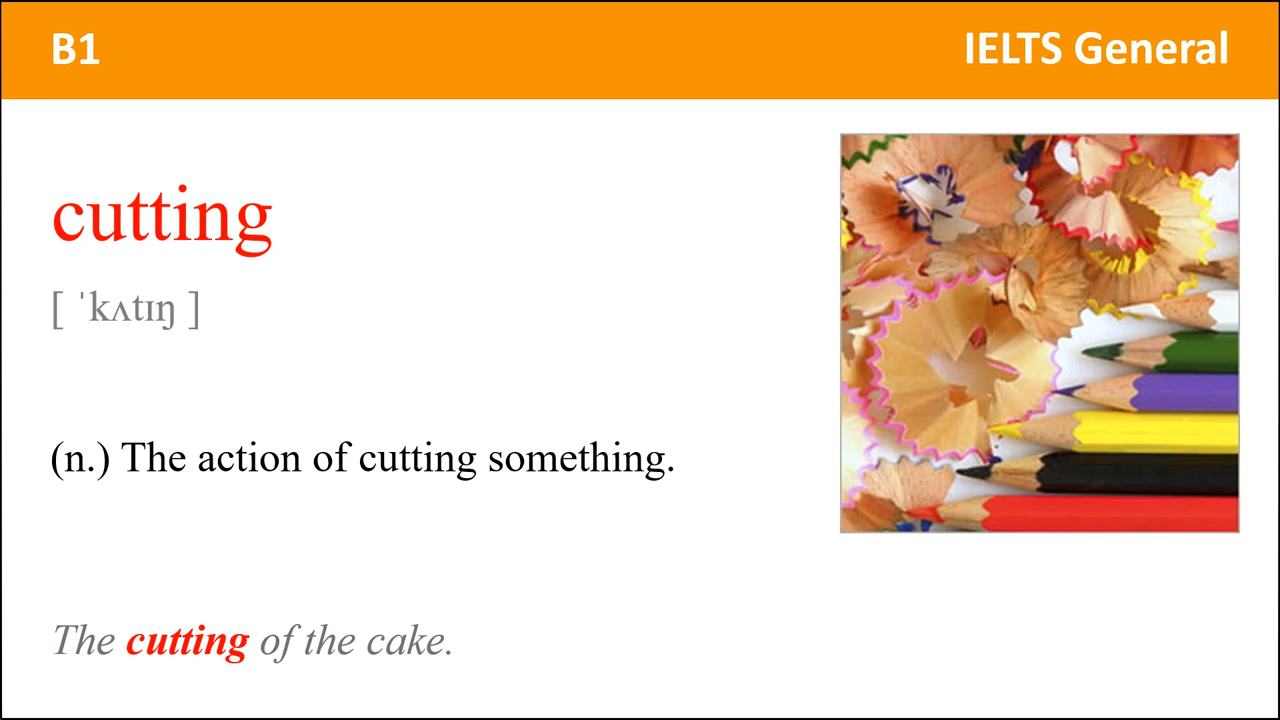 B1
IELTS General
cutting
[ ˈkʌtɪŋ ]
(n.) The action of cutting something.
The cutting of the cake.